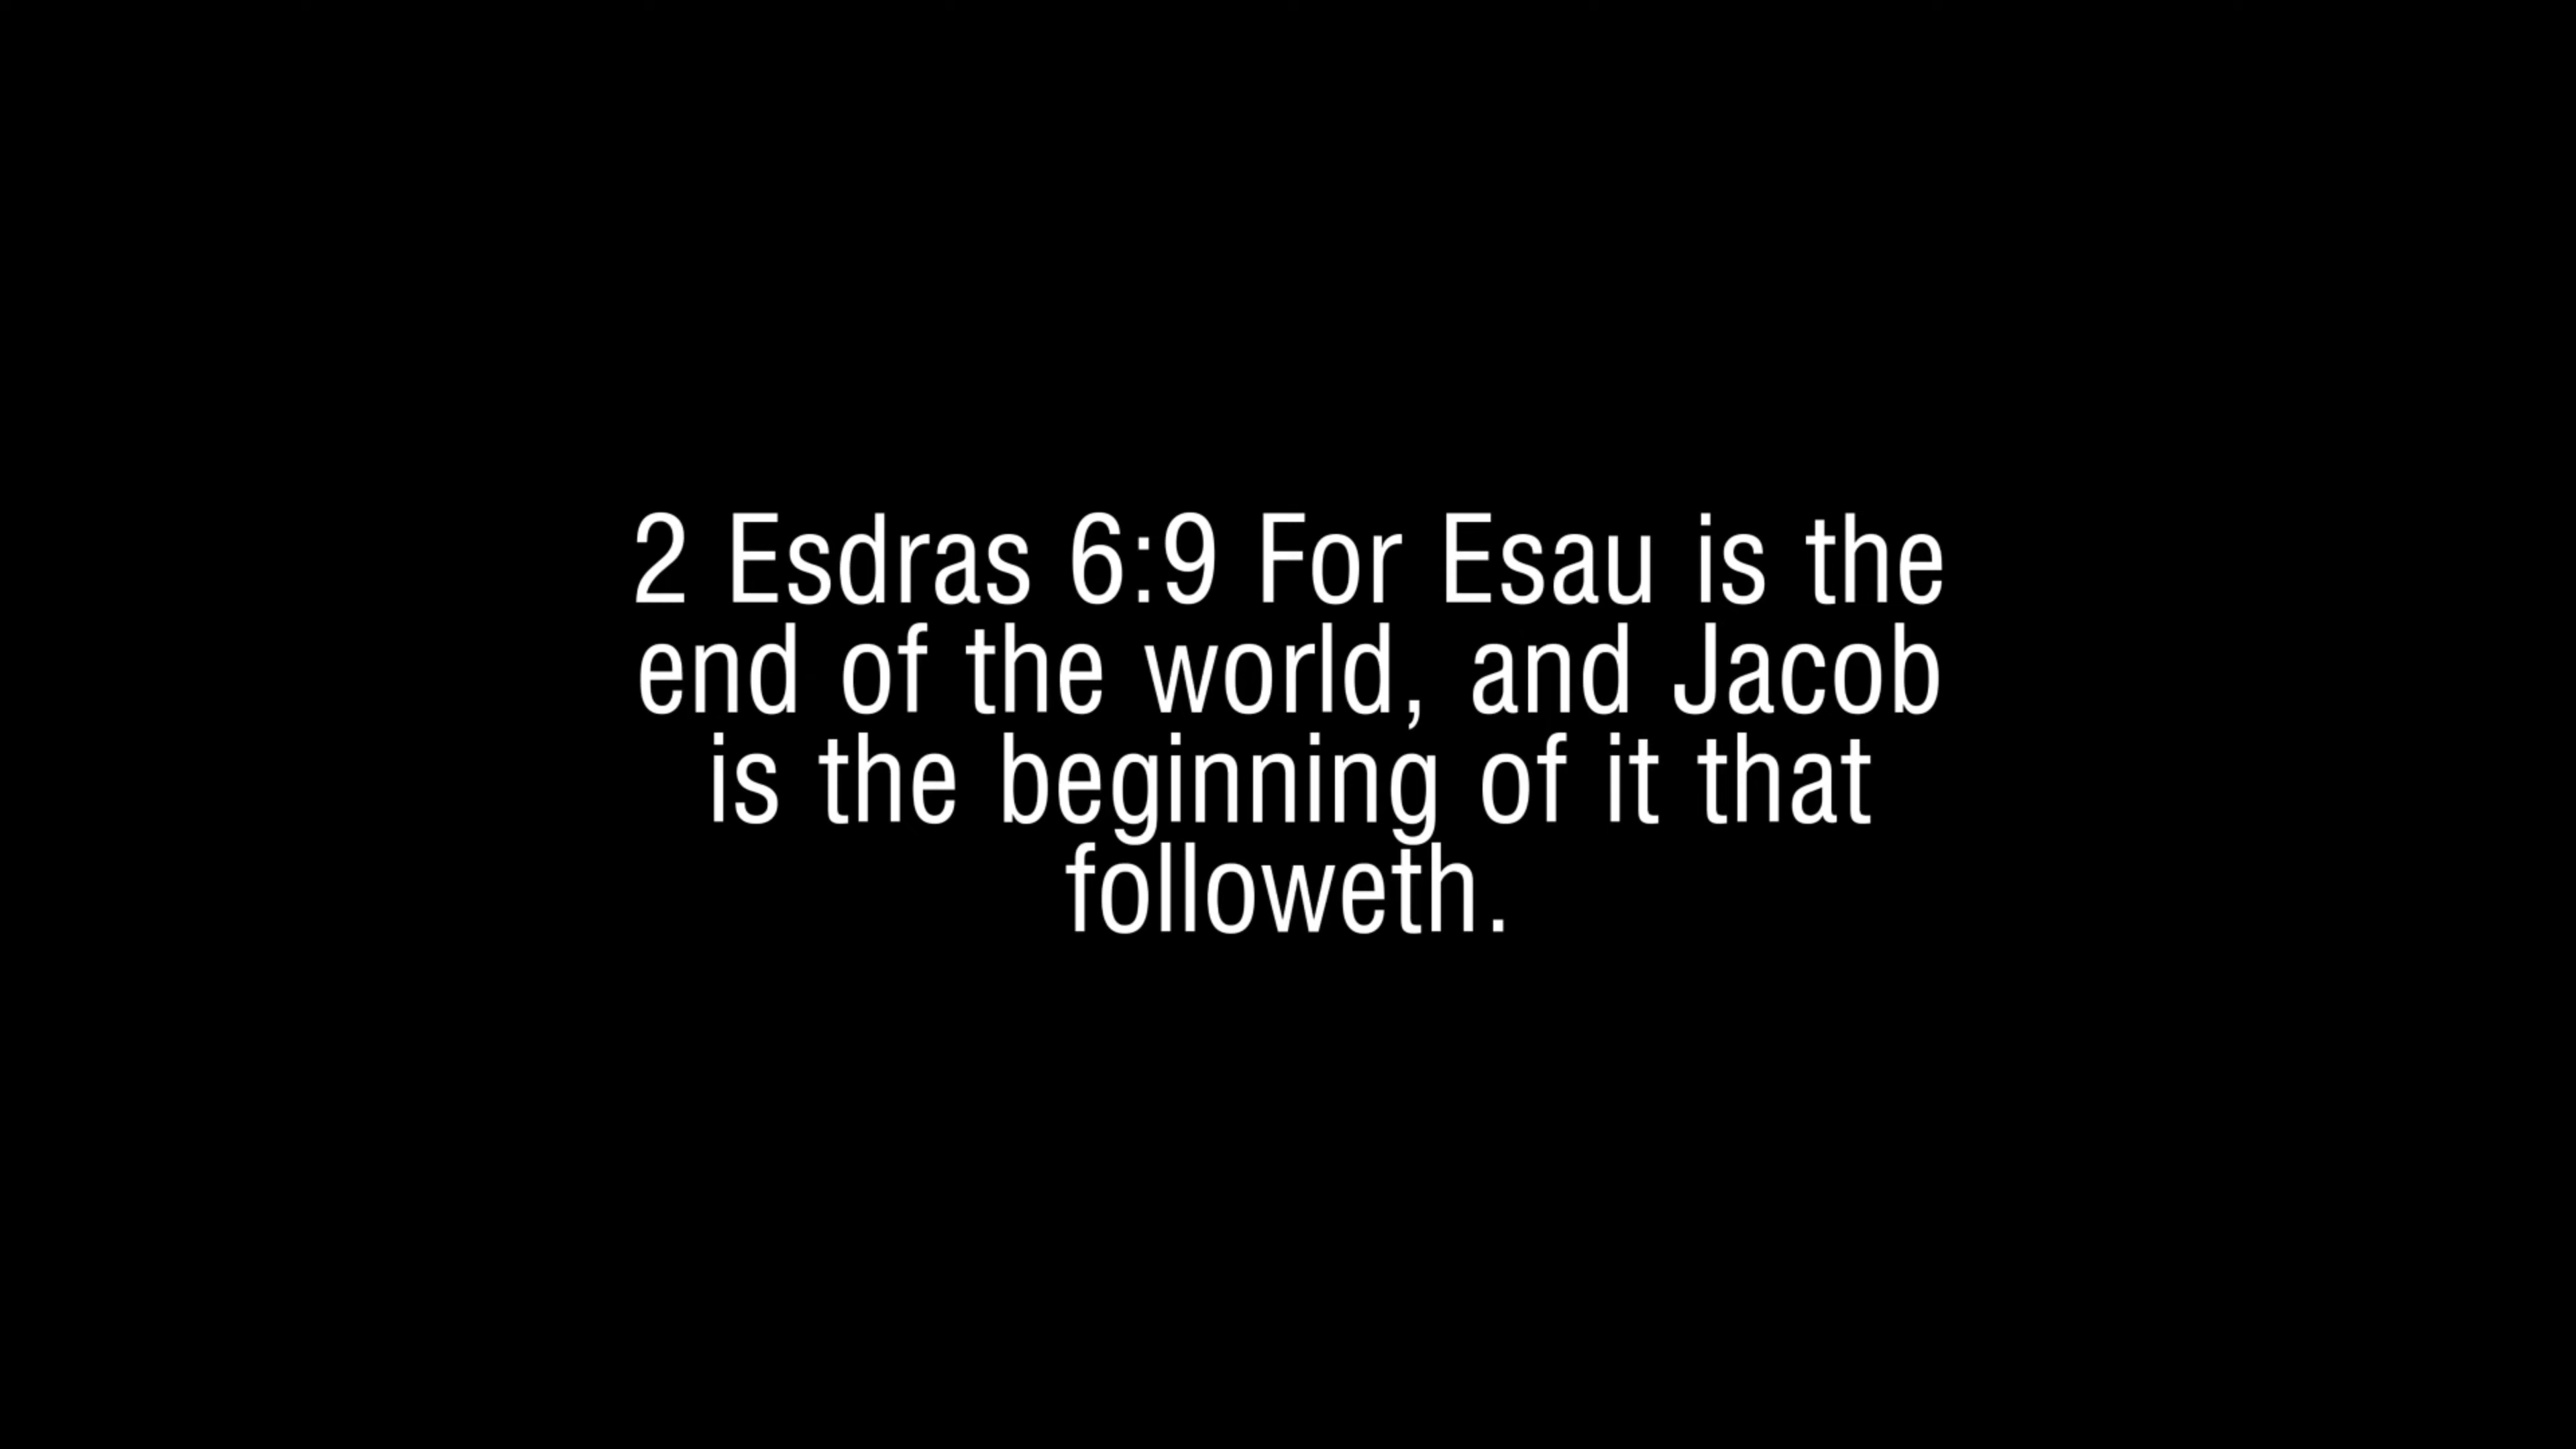 2 Esdras 6:9 For Esau is the
end of the world, and Jacob
is the beginning of it that
followeth.